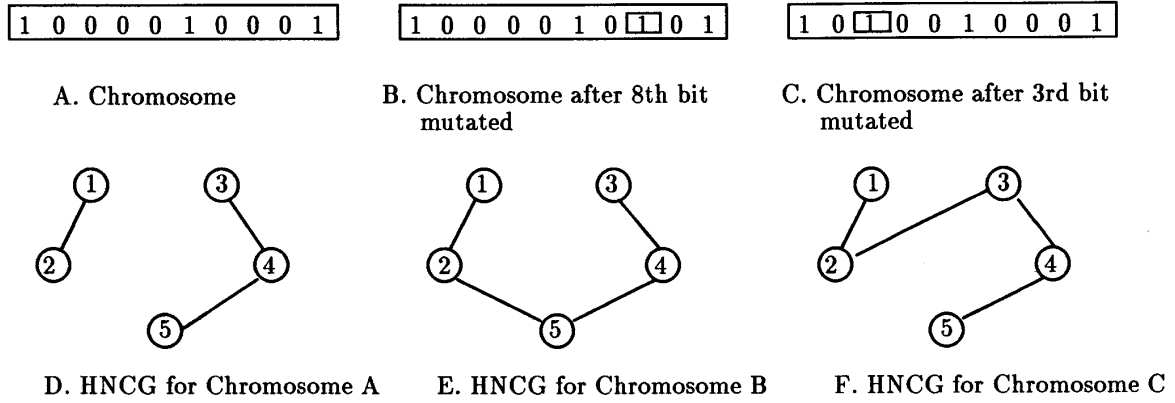 1 0 0 0 0 1 0 0 0 1
1 0 0 0 0 1 0 1 0 1
1 0 1 0 0 1 0 0 0 1
A. Chromosome
B. Chromosome after 8th bit
mutated
C. Chromosome after 3rd bit
mutated
1
3
2
4
5
1
3
2
4
5
1
3
2
4
5
D. HNCG for Chromosome A
E. HNCG for Chromosome B
F. HNCG for Chromosome C